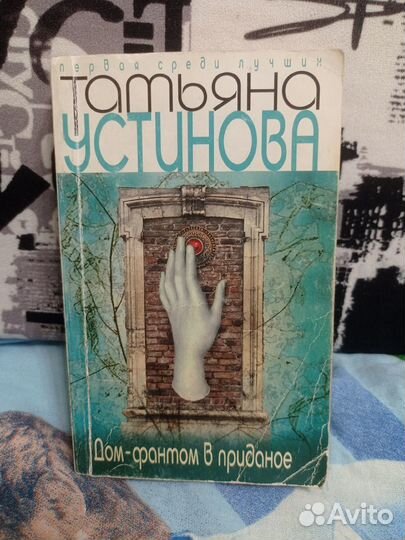 первая среди лучших
Татьяна
УСТИНОВА
Дом-фантом в приданое
Avito